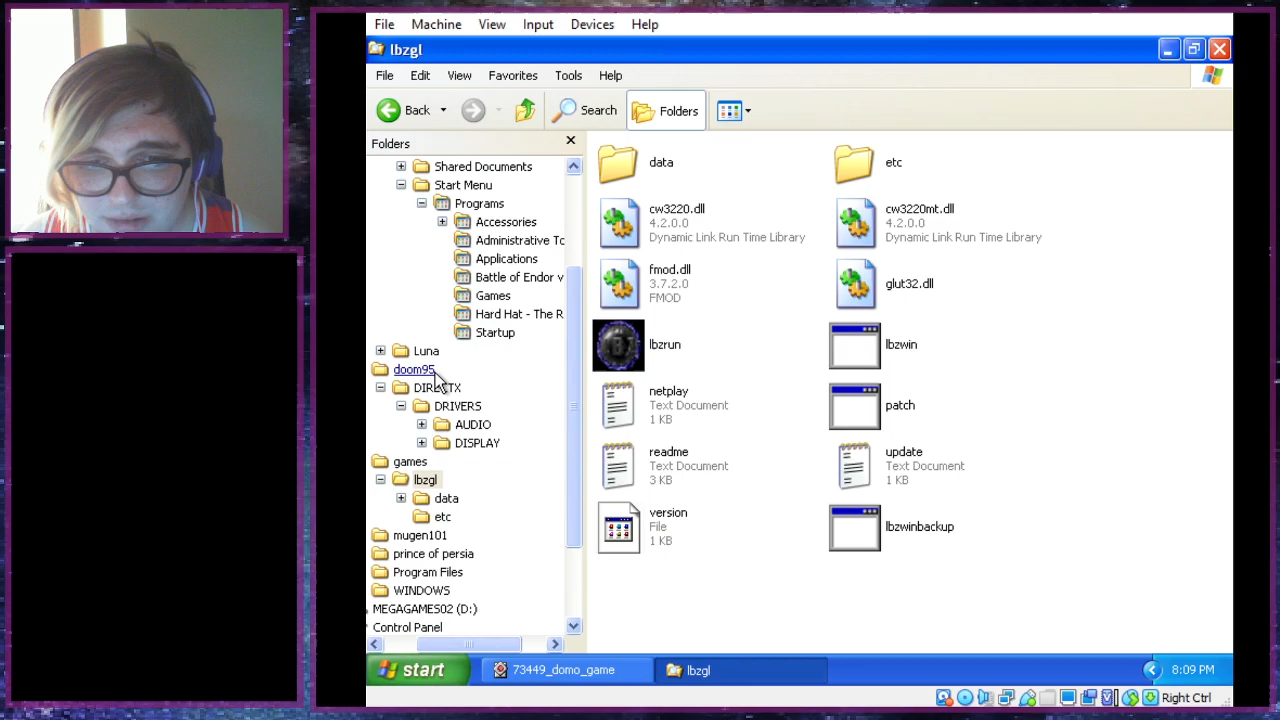 File Machine View Input Devices Help
lbzgl
File Edit View Favorites Tools Help
Back Search Folders
Folders
Shared Documents
Start Menu
Programs
Accessories
Administrative To
Applications
Battle of Endor v
Games
Hard Hat - The R
Startup
Luna
doom95
DIRECTX
DRIVERS
AUDIO
DISPLAY
games
lbzgl
data
etc
mugen101
prince of persia
Program Files
WINDOWS
MEGAGAMES02 (D:)
Control Panel
data
etc
cw3220.dll
4.2.0.0
Dynamic Link Run Time Library
cw3220mt.dll
4.2.0.0
Dynamic Link Run Time Library
fmod.dll
3.7.2.0
FMOD
glut32.dll
lbzrun
lbzwin
netplay
Text Document
1 KB
patch
readme
Text Document
3 KB
update
Text Document
1 KB
version
File
1 KB
lbzwinbackup
start 73449_domo_game lbzgl 8:09 PM
Right Ctrl